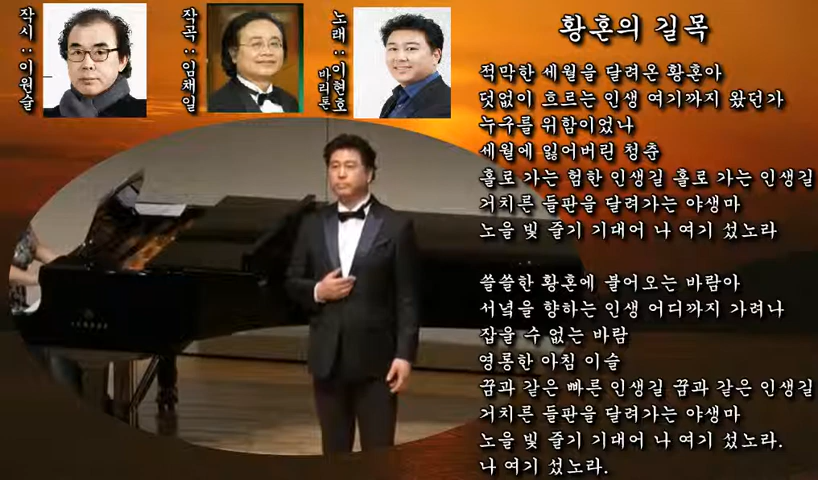 작시 : 이원슬
작곡 : 임채일
노래 : 이현호
바리톤
황혼의 길목
적막한 세월을 달려온 황혼아
덧없이 흐르는 인생 여기까지 왔던가
누구를 위함이었나
세월에 잃어버린 청춘
홀로 가는 험한 인생길 홀로 가는 인생길
거치른 들판을 달려가는 야생마
노을 빛 줄기 기대어 나 여기 섰노라
쓸쓸한 황혼에 불어오는 바람아
서녘을 향하는 인생 어디까지 가려나
잡을 수 없는 바람
영롱한 아침 이슬
꿈과 같은 빠른 인생길 꿈과 같은 인생길
거치른 들판을 달려가는 야생마
노을 빛 줄기 기대어 나 여기 섰노라.
나 여기 섰노라.